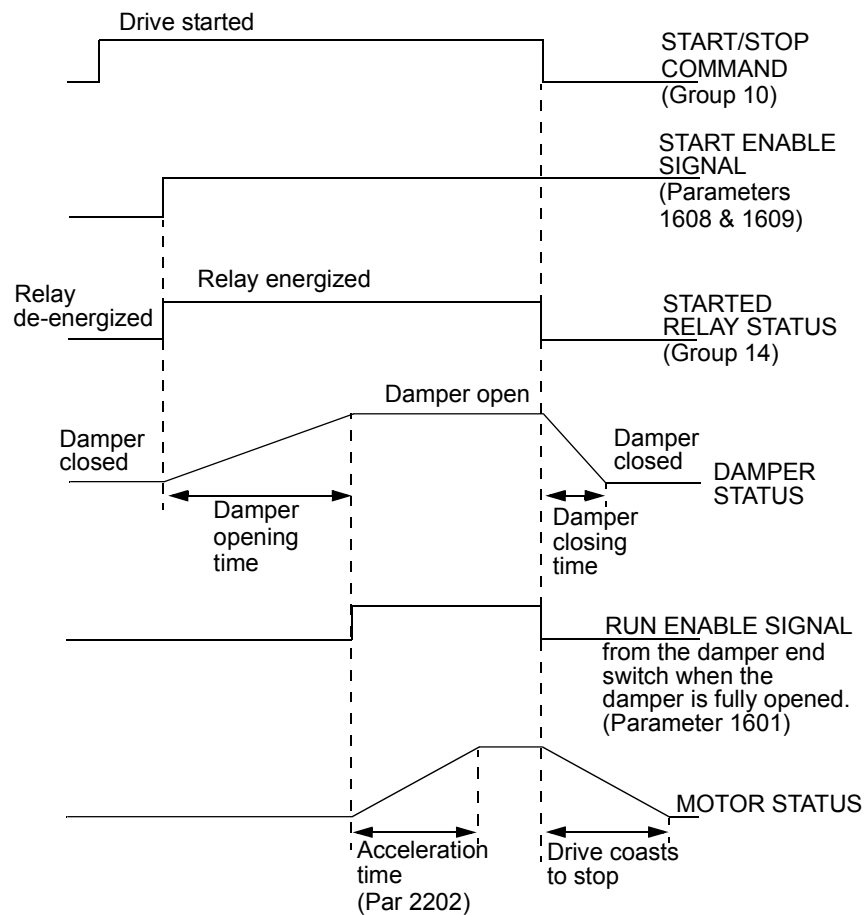 Drive started
START/STOP
COMMAND
(Group 10)
START ENABLE
SIGNAL
(Parameters
1608 & 1609)
Relay
de-energized
Relay energized
STARTED
RELAY STATUS
(Group 14)
Damper
closed
Damper open
Damper
closed
DAMPER
STATUS
Damper
opening
time
Damper
closing
time
RUN ENABLE SIGNAL
from the damper end
switch when the
damper is fully opened.
(Parameter 1601)
MOTOR STATUS
Acceleration
time
(Par 2202)
Drive coasts
to stop